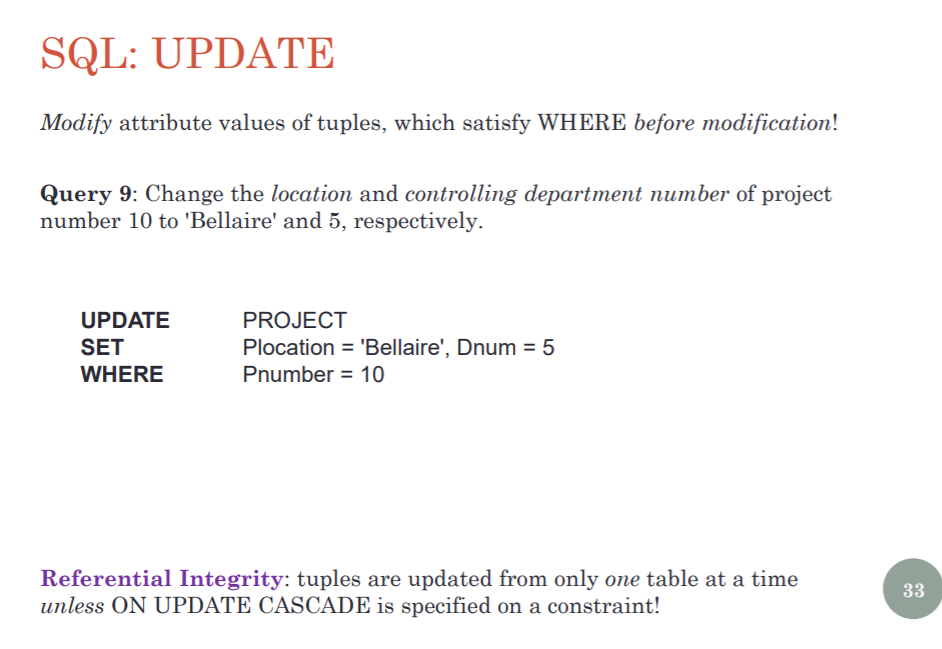 SQL: UPDATE
Modify attribute values of tuples, which satisfy WHERE before modification!
Query 9: Change the location and controlling department number of project
number 10 to 'Bellaire' and 5, respectively.
UPDATE PROJECT
SET Plocation = 'Bellaire', Dnum = 5
WHERE Pnumber = 10
Referential Integrity: tuples are updated from only one table at a time
unless ON UPDATE CASCADE is specified on a constraint!
33